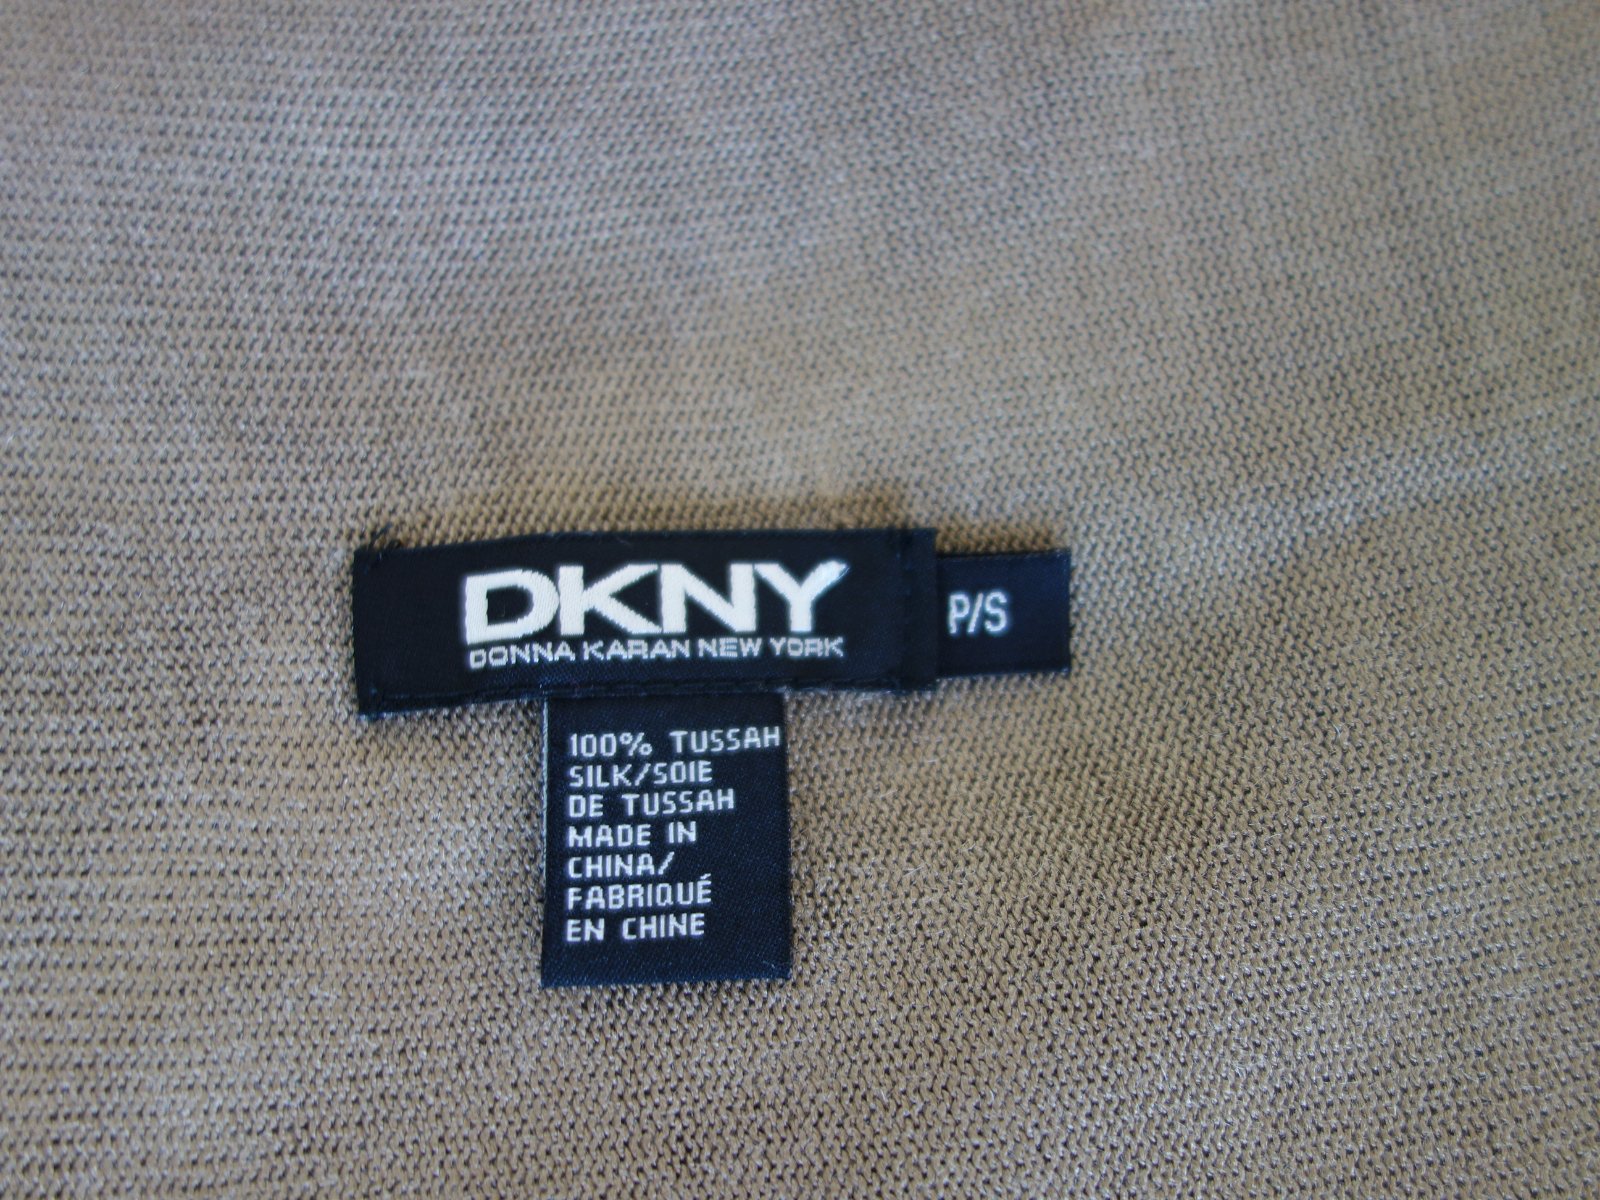 DKNY
DONNA KARAN NEW YORK
P/S
100% TUSSAH
SILK/SOIE
DE TUSSAH
MADE IN
CHINA/
FABRIQUÉ
EN CHINE